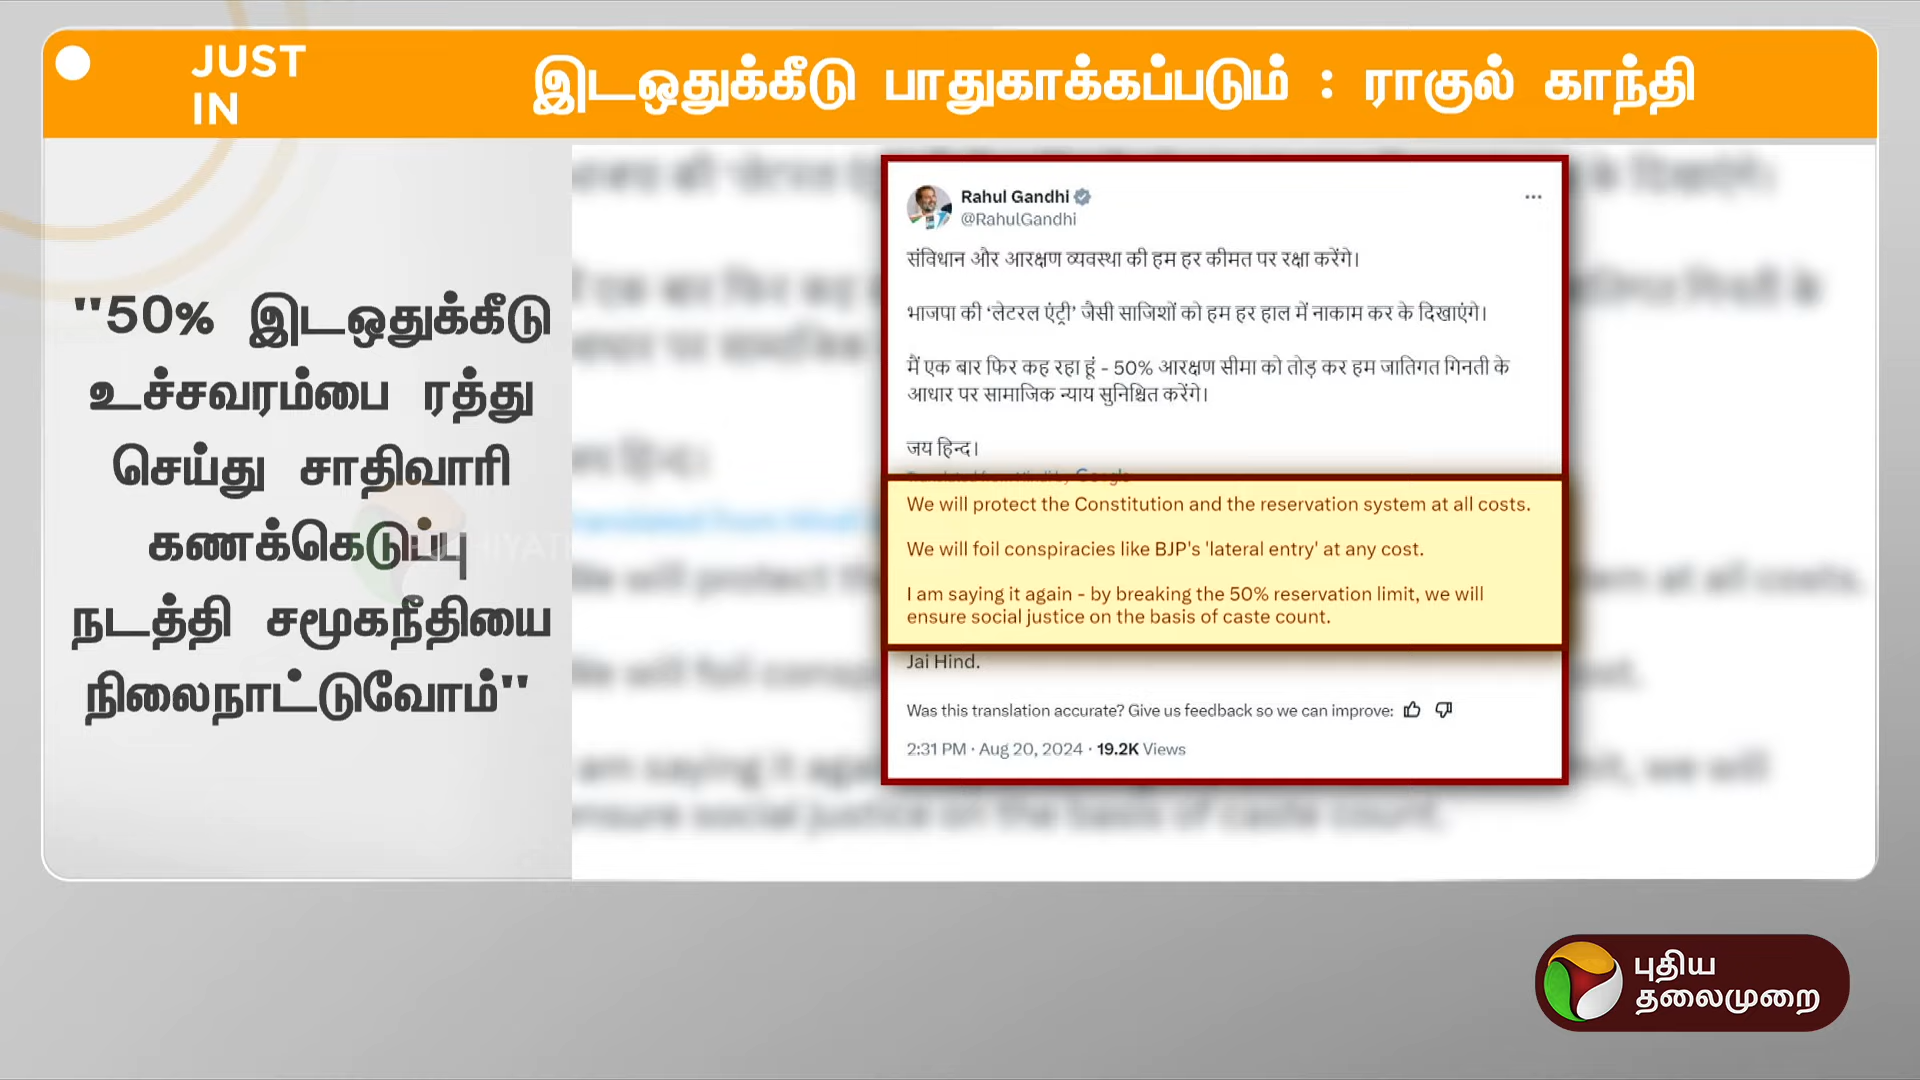 JUST
IN
இடஒதுக்கீடு பாதுகாக்கப்படும் : ராகுல் காந்தி
"50% இடஒதுக்கீடு
உச்சவரம்பை ரத்து
செய்து சாதிவாரி
கணக்கெடுப்பு
நடத்தி சமூகநீதியை
நிலைநாட்டுவோம்"
Rahul Gandhi
@RahulGandhi
संविधान और आरक्षण व्यवस्था की हम हर कीमत पर रक्षा करेंगे।
भाजपा की ‘लेटरल एंट्री’ जैसी साजिशों को हम हर हाल में नाकाम कर के दिखाएंगे।
मैं एक बार फिर कह रहा हूं - 50% आरक्षण सीमा को तोड़ कर हम जातिगत गिनती के
आधार पर सामाजिक न्याय सुनिश्चित करेंगे।
जय हिन्द।
We will protect the Constitution and the reservation system at all costs.
We will foil conspiracies like BJP's 'lateral entry' at any cost.
I am saying it again - by breaking the 50% reservation limit, we will
ensure social justice on the basis of caste count.
Jai Hind.
Was this translation accurate? Give us feedback so we can improve:
2:31 PM · Aug 20, 2024 · 19.2K Views
புதிய
தலைமுறை